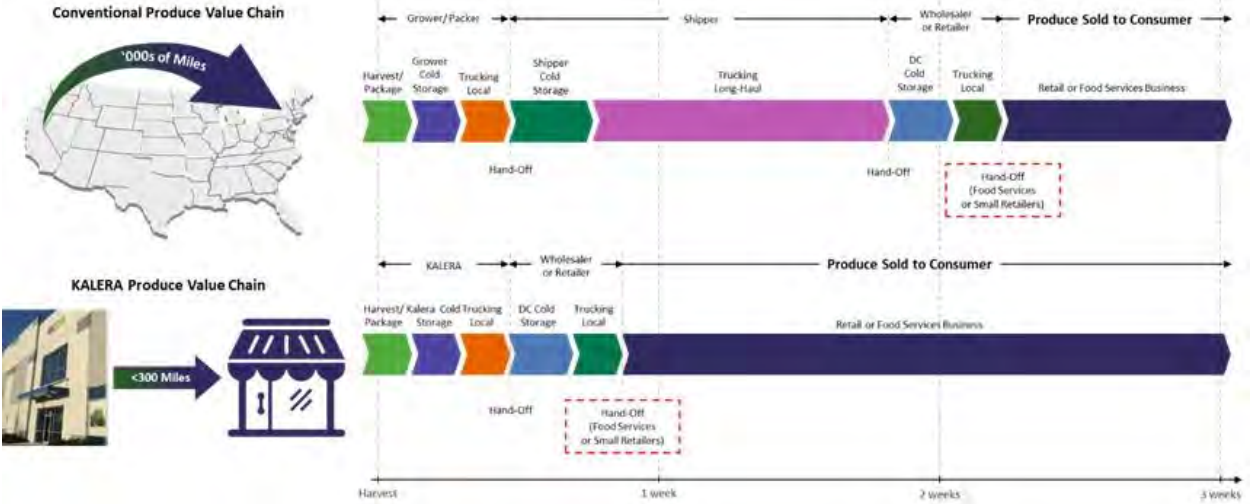 Conventional Produce Value Chain
'000s of Miles
Grower/Packer
Shipper
Wholesaler
or Retailer
Produce Sold to Consumer
Harvest/
Package
Grower
Cold
Storage
Trucking
Local
Shipper
Cold
Storage
Trucking
Long-Haul
DC
Cold
Storage
Trucking
Local
Retail or Food Services Business
Hand-Off
Hand-Off
Hand-Off
(Food Services
or Small Retailers)
KALERA Produce Value Chain
<300 Miles
KALERA
Wholesaler
or Retailer
Produce Sold to Consumer
Harvest/
Package
Kalera Cold
Storage
Trucking
Local
DC Cold
Storage
Trucking
Local
Retail or Food Services Business
Hand-Off
Hand-Off
(Food Services
or Small Retailers)
Harvest
1 week
2 weeks
3 weeks